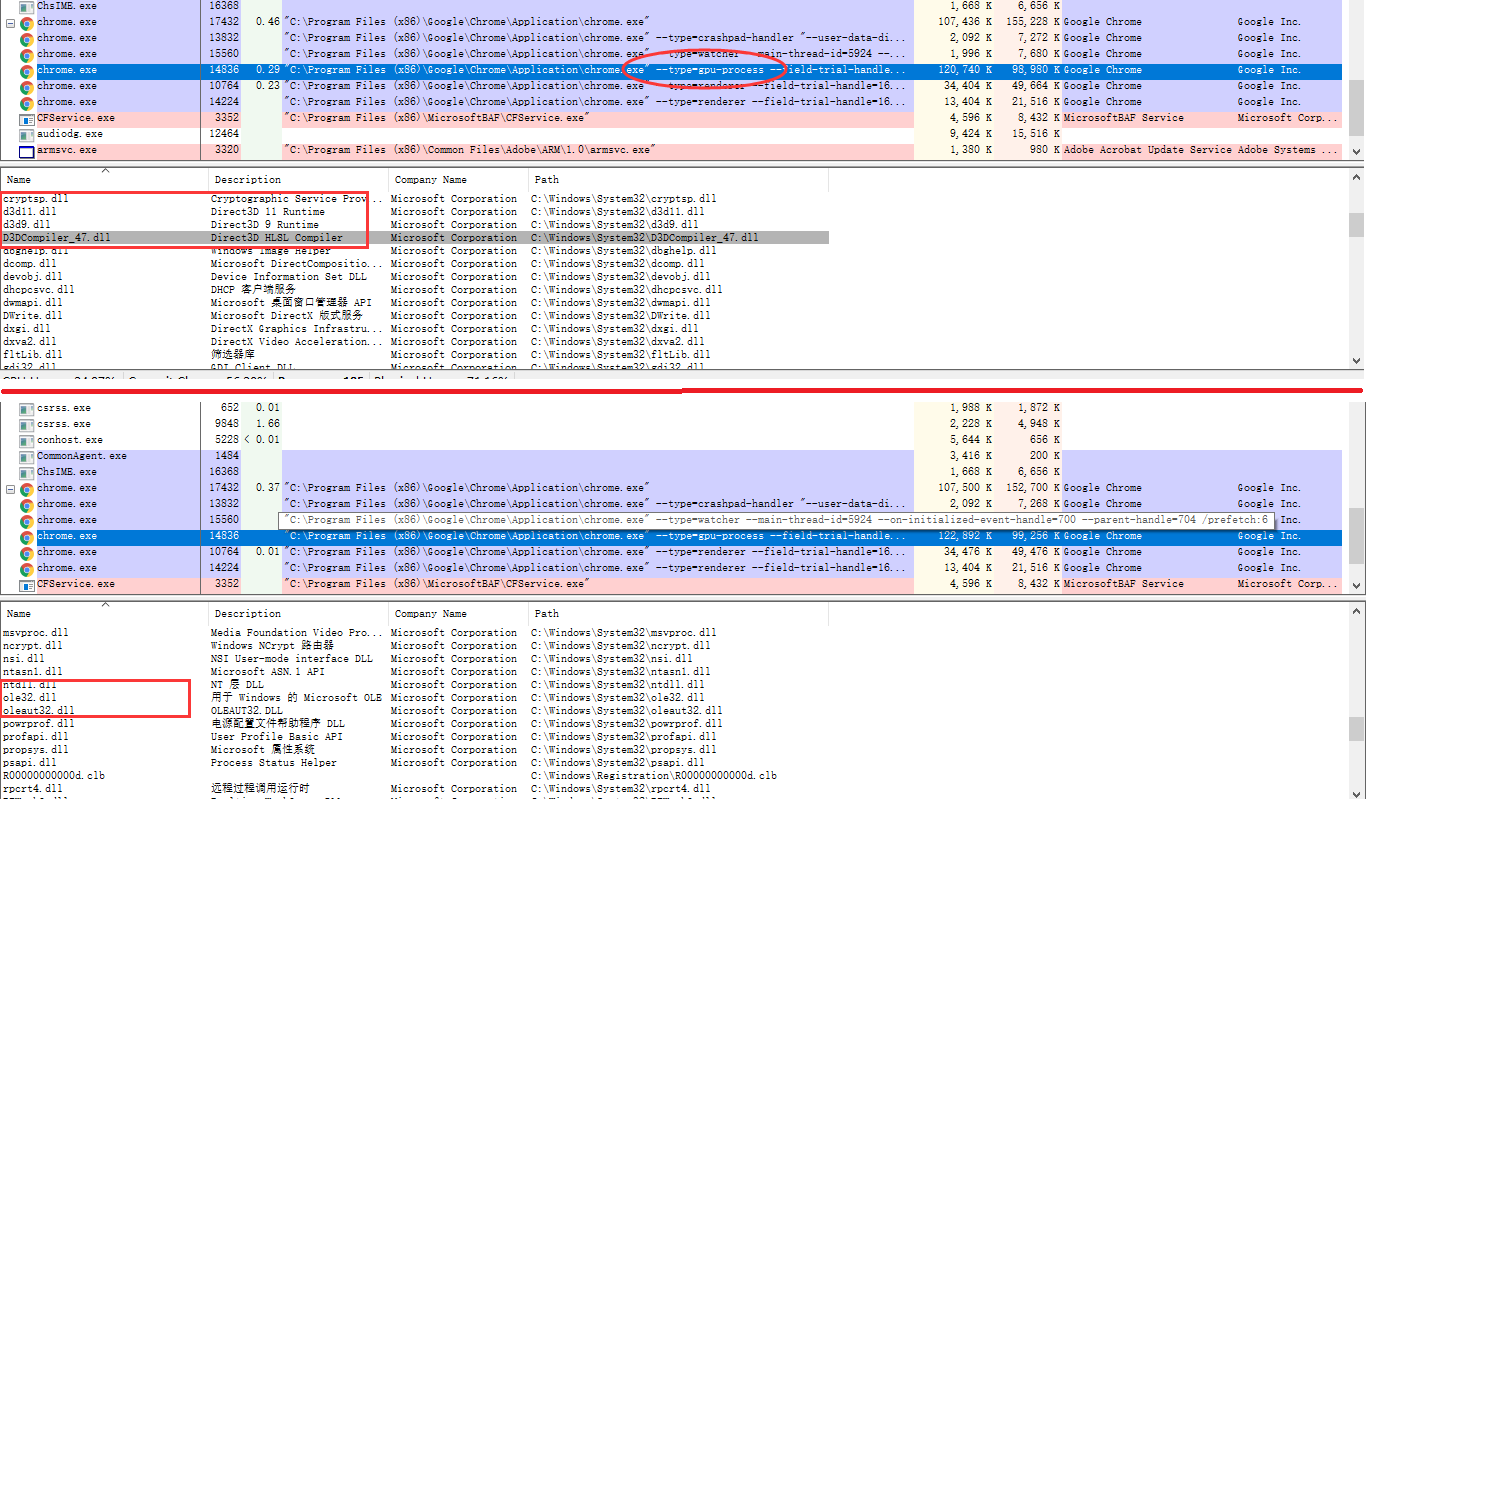 ChsIME.exe 16368 1,668 K 6,656 K
chrome.exe 17432 0.46 "C:\Program Files (x86)\Google\Chrome\Application\chrome.exe" 107,436 K 155,228 K Google Chrome Google Inc.
chrome.exe 13832 "C:\Program Files (x86)\Google\Chrome\Application\chrome.exe" --type=crashpad-handler "--user-data-di... 2,092 K 7,272 K Google Chrome Google Inc.
chrome.exe 15560 "C:\Program Files (x86)\Google\Chrome\Application\chrome.exe" --type=watcher --main-thread-id=5924 --... 1,996 K 7,680 K Google Chrome Google Inc.
chrome.exe 14836 0.29 "C:\Program Files (x86)\Google\Chrome\Application\chrome.exe" --type=gpu-process --field-trial-handle... 120,740 K 98,980 K Google Chrome Google Inc.
chrome.exe 10764 0.23 "C:\Program Files (x86)\Google\Chrome\Application\chrome.exe" --type=renderer --field-trial-handle=16... 34,404 K 49,664 K Google Chrome Google Inc.
chrome.exe 14224 "C:\Program Files (x86)\Google\Chrome\Application\chrome.exe" --type=renderer --field-trial-handle=16... 13,404 K 21,516 K Google Chrome Google Inc.
CFService.exe 3352 "C:\Program Files (x86)\MicrosoftBAF\CFService.exe" 4,596 K 8,432 K MicrosoftBAF Service Microsoft Corp...
audiodg.exe 12464 9,424 K 15,516 K
armsvc.exe 3320 "C:\Program Files (x86)\Common Files\Adobe\ARM\1.0\armsvc.exe" 1,380 K 980 K Adobe Acrobat Update Service Adobe Systems ...
Name Description Company Name Path
cryptsp.dll Cryptographic Service Prov... Microsoft Corporation C:\Windows\System32\cryptsp.dll
d3d11.dll Direct3D 11 Runtime Microsoft Corporation C:\Windows\System32\d3d11.dll
d3d9.dll Direct3D 9 Runtime Microsoft Corporation C:\Windows\System32\d3d9.dll
D3DCompiler_47.dll Direct3D HLSL Compiler Microsoft Corporation C:\Windows\System32\D3DCompiler_47.dll
dbghelp.dll Windows Image Helper Microsoft Corporation C:\Windows\System32\dbghelp.dll
dcomp.dll Microsoft DirectCompositio... Microsoft Corporation C:\Windows\System32\dcomp.dll
devobj.dll Device Information Set DLL Microsoft Corporation C:\Windows\System32\devobj.dll
dhcpcsvc.dll DHCP 客户端服务 Microsoft Corporation C:\Windows\System32\dhcpcsvc.dll
dwmapi.dll Microsoft 桌面窗口管理器 API Microsoft Corporation C:\Windows\System32\dwmapi.dll
DWrite.dll Microsoft DirectX 版式服务 Microsoft Corporation C:\Windows\System32\DWrite.dll
dxgi.dll DirectX Graphics Infrastru... Microsoft Corporation C:\Windows\System32\dxgi.dll
dxva2.dll DirectX Video Acceleration... Microsoft Corporation C:\Windows\System32\dxva2.dll
fltLib.dll 筛选器库 Microsoft Corporation C:\Windows\System32\fltLib.dll
gdi32.dll GDI Client DLL Microsoft Corporation C:\Windows\System32\gdi32.dll
csrss.exe 652 0.01 1,988 K 1,872 K
csrss.exe 9848 1.66 2,228 K 4,948 K
conhost.exe 5228 < 0.01 5,644 K 656 K
CommonAgent.exe 1484 3,416 K 200 K
ChsIME.exe 16368 1,668 K 6,656 K
chrome.exe 17432 0.37 "C:\Program Files (x86)\Google\Chrome\Application\chrome.exe" 107,500 K 152,700 K Google Chrome Google Inc.
chrome.exe 13832 "C:\Program Files (x86)\Google\Chrome\Application\chrome.exe" --type=crashpad-handler "--user-data-di... 2,092 K 7,268 K Google Chrome Google Inc.
chrome.exe 15560 "C:\Program Files (x86)\Google\Chrome\Application\chrome.exe" --type=watcher --main-thread-id=5924 --on-initialized-event-handle=700 --parent-handle=704 /prefetch:6 Inc.
chrome.exe 14836 "C:\Program Files (x86)\Google\Chrome\Application\chrome.exe" --type=gpu-process --field-trial-handle... 122,892 K 99,256 K Google Chrome Google Inc.
chrome.exe 10764 0.01 "C:\Program Files (x86)\Google\Chrome\Application\chrome.exe" --type=renderer --field-trial-handle=16... 34,476 K 49,476 K Google Chrome Google Inc.
chrome.exe 14224 "C:\Program Files (x86)\Google\Chrome\Application\chrome.exe" --type=renderer --field-trial-handle=16... 13,404 K 21,516 K Google Chrome Google Inc.
CFService.exe 3352 "C:\Program Files (x86)\MicrosoftBAF\CFService.exe" 4,596 K 8,432 K MicrosoftBAF Service Microsoft Corp...
Name Description Company Name Path
msvproc.dll Media Foundation Video Pro... Microsoft Corporation C:\Windows\System32\msvproc.dll
ncrypt.dll Windows NCrypt 路由器 Microsoft Corporation C:\Windows\System32\ncrypt.dll
nsi.dll NSI User-mode interface DLL Microsoft Corporation C:\Windows\System32\nsi.dll
ntasn1.dll Microsoft ASN.1 API Microsoft Corporation C:\Windows\System32\ntasn1.dll
ntdll.dll NT 层 DLL Microsoft Corporation C:\Windows\System32\ntdll.dll
ole32.dll 用于 Windows 的 Microsoft OLE Microsoft Corporation C:\Windows\System32\ole32.dll
oleaut32.dll OLEAUT32.DLL Microsoft Corporation C:\Windows\System32\oleaut32.dll
powrprof.dll 电源配置文件帮助程序 DLL Microsoft Corporation C:\Windows\System32\powrprof.dll
profapi.dll User Profile Basic API Microsoft Corporation C:\Windows\System32\profapi.dll
propsys.dll Microsoft 属性系统 Microsoft Corporation C:\Windows\System32\propsys.dll
psapi.dll Process Status Helper Microsoft Corporation C:\Windows\System32\psapi.dll
R00000000000d.clb C:\Windows\Registration\R00000000000d.clb
rpcrt4.dll 远程过程调用运行时 Microsoft Corporation C:\Windows\System32\rpcrt4.dll